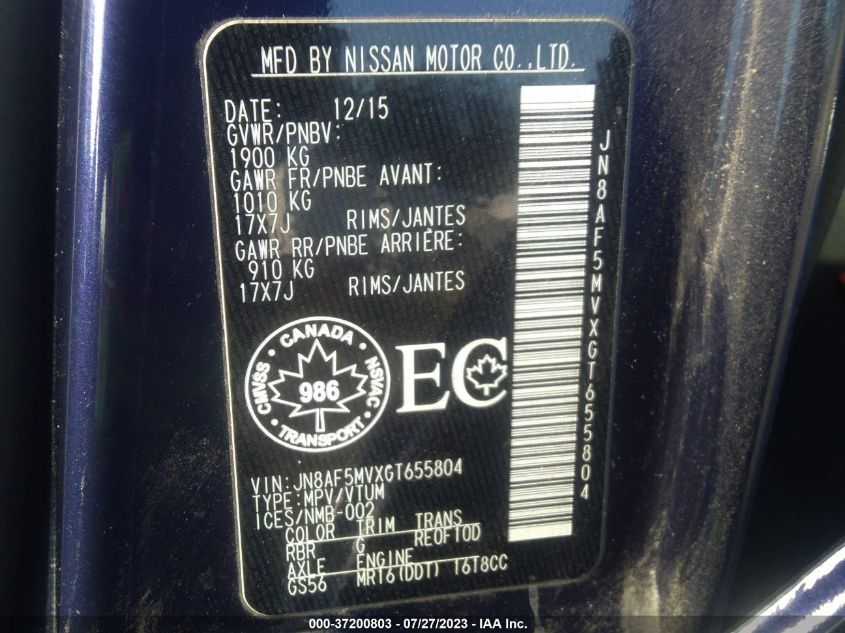 MFD BY NISSAN MOTOR CO.,LTD.
DATE: 12/15
GVWR/PNBV:
1900 KG
GAWR FR/PNBE AVANT:
1010 KG
17X7J RIMS/JANTES
GAWR RR/PNBE ARRIÈRE:
910 KG
17X7J RIMS/JANTES
CANADA
CMVSS
NSVAC
986
TRANSPORT
EC
JN8AF5MVXGT655804
VIN:JN8AF5MVXGT655804
TYPE:MPV/VTUM
ICES/NMB-002
COLOR TRIM TRANS
RBR G RE0F10D
AXLE ENGINE
GS56 MR16(DDT) 16T8CC
000-37200803 - 07/27/2023 - IAA Inc.